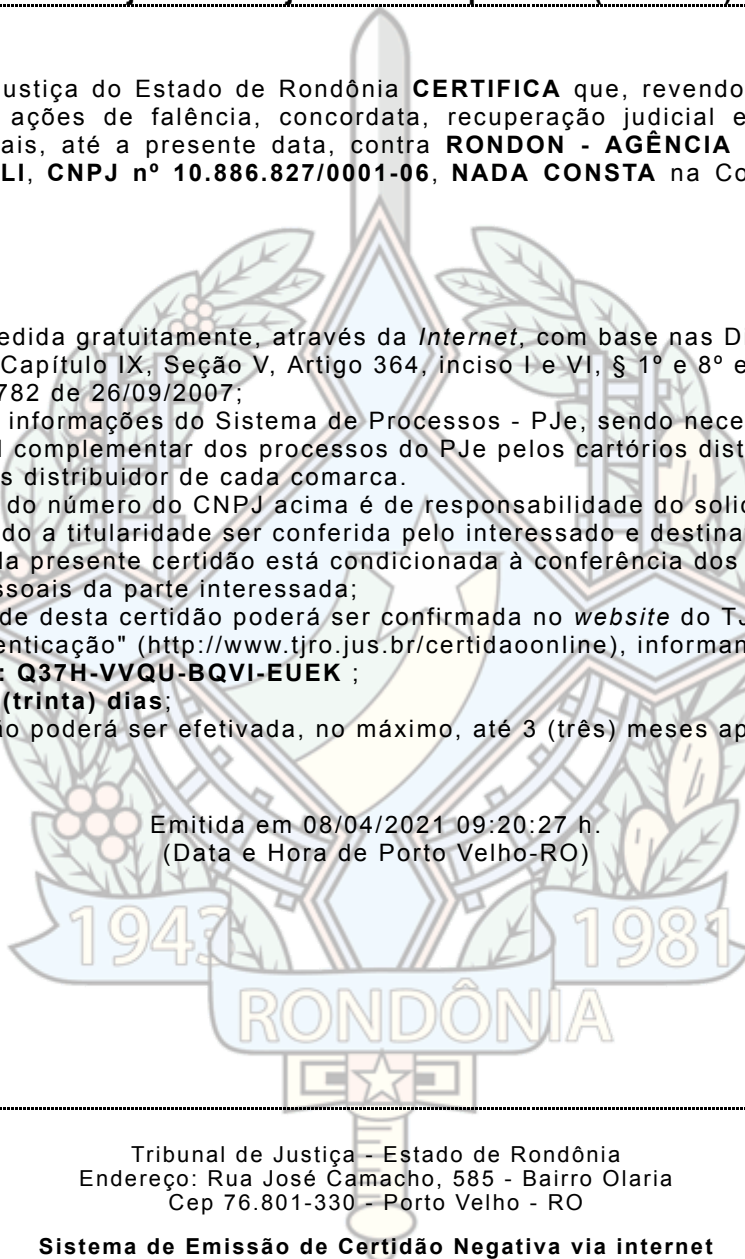 ustiça do Estado de Rondônia CERTIFICA que, revendo
ações de falência, concordata, recuperação judicial e
ais, até a presente data, contra RONDON - AGÊNCIA
LI, CNPJ nº 10.886.827/0001-06, NADA CONSTA na Co
edida gratuitamente, através da Internet, com base nas D
Capítulo IX, Seção V, Artigo 364, inciso I e VI, § 1º e 8º e
782 de 26/09/2007;
informações do Sistema de Processos - PJe, sendo nece
l complementar dos processos do PJe pelos cartórios dist
s distribuidor de cada comarca.
do número do CNPJ acima é de responsabilidade do solic
do a titularidade ser conferida pelo interessado e destina
da presente certidão está condicionada à conferência dos
ssoais da parte interessada;
de desta certidão poderá ser confirmada no website do TJ
enticação" (http://www.tjro.jus.br/certidaoonline), informan
: Q37H-VVQU-BQVI-EUEK ;
(trinta) dias;
ão poderá ser efetivada, no máximo, até 3 (três) meses ap
Emitida em 08/04/2021 09:20:27 h.
(Data e Hora de Porto Velho-RO)
1943
1981
RONDÔNIA
Tribunal de Justiça - Estado de Rondônia
Endereço: Rua José Camacho, 585 - Bairro Olaria
Cep 76.801-330 - Porto Velho - RO
Sistema de Emissão de Certidão Negativa via internet